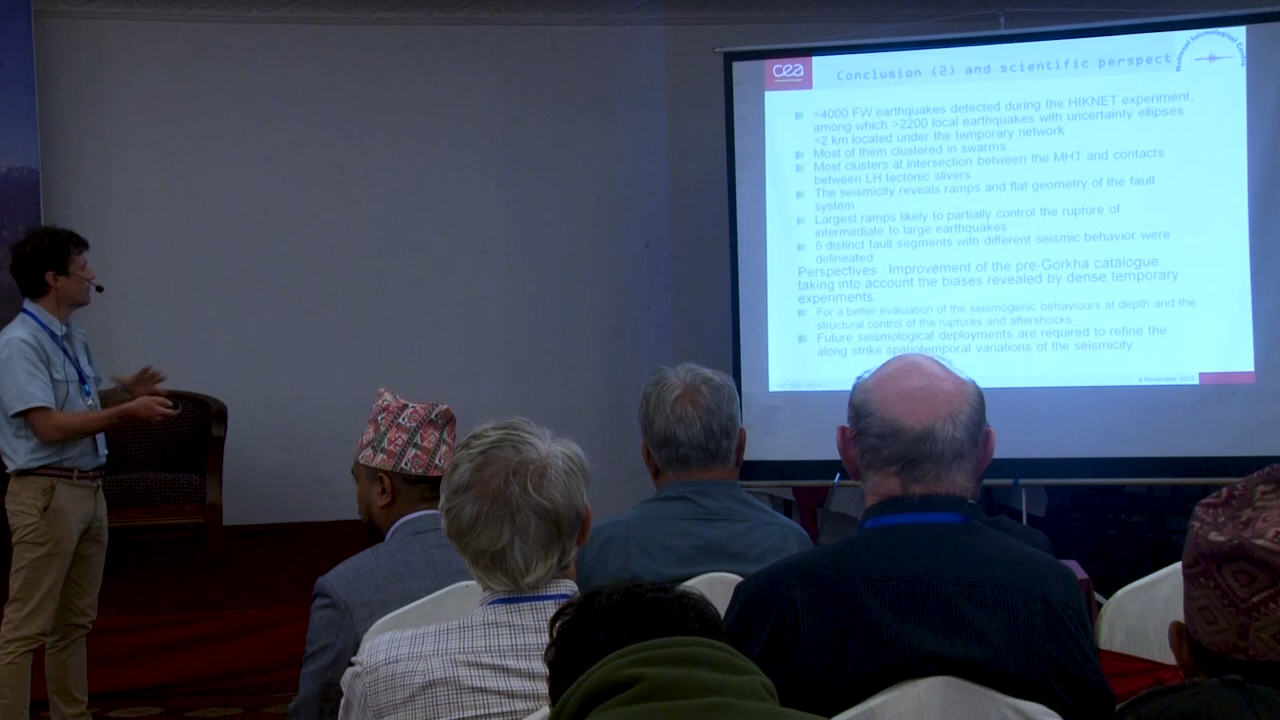 cea
Conclusion (2) and scientific perspect
National Seismological Centre
>4000 FW earthquakes detected during the HIKNET experiment,
among which >2200 local earthquakes with uncertainty ellipses
<2 km located under the temporary network
Most of them clustered in swarms
Most clusters at intersection between the MHT and contacts
between LH tectonic slivers
The seismicity reveals ramps and flat geometry of the fault
system
Largest ramps likely to partially control the rupture of
intermediate to large earthquakes
6 distinct fault segments with different seismic behavior were
delineated
Perspectives Improvement of the pre-Gorkha catalogue
taking into account the biases revealed by dense temporary
experiments.
For a better evaluation of the seismogenic behaviours at depth and the
structural control of the ruptures and aftershocks
Future seismological deployments are required to refine the
along strike spatiotemporal variations of the seismicity